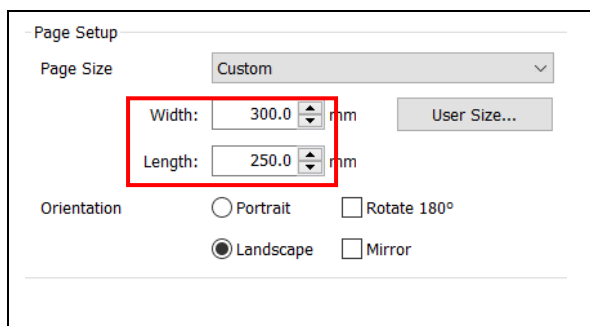 Page Setup
Page Size Custom
Width: 300.0 mm User Size...
Length: 250.0 mm
Orientation Portrait Rotate 180º
Landscape Mirror